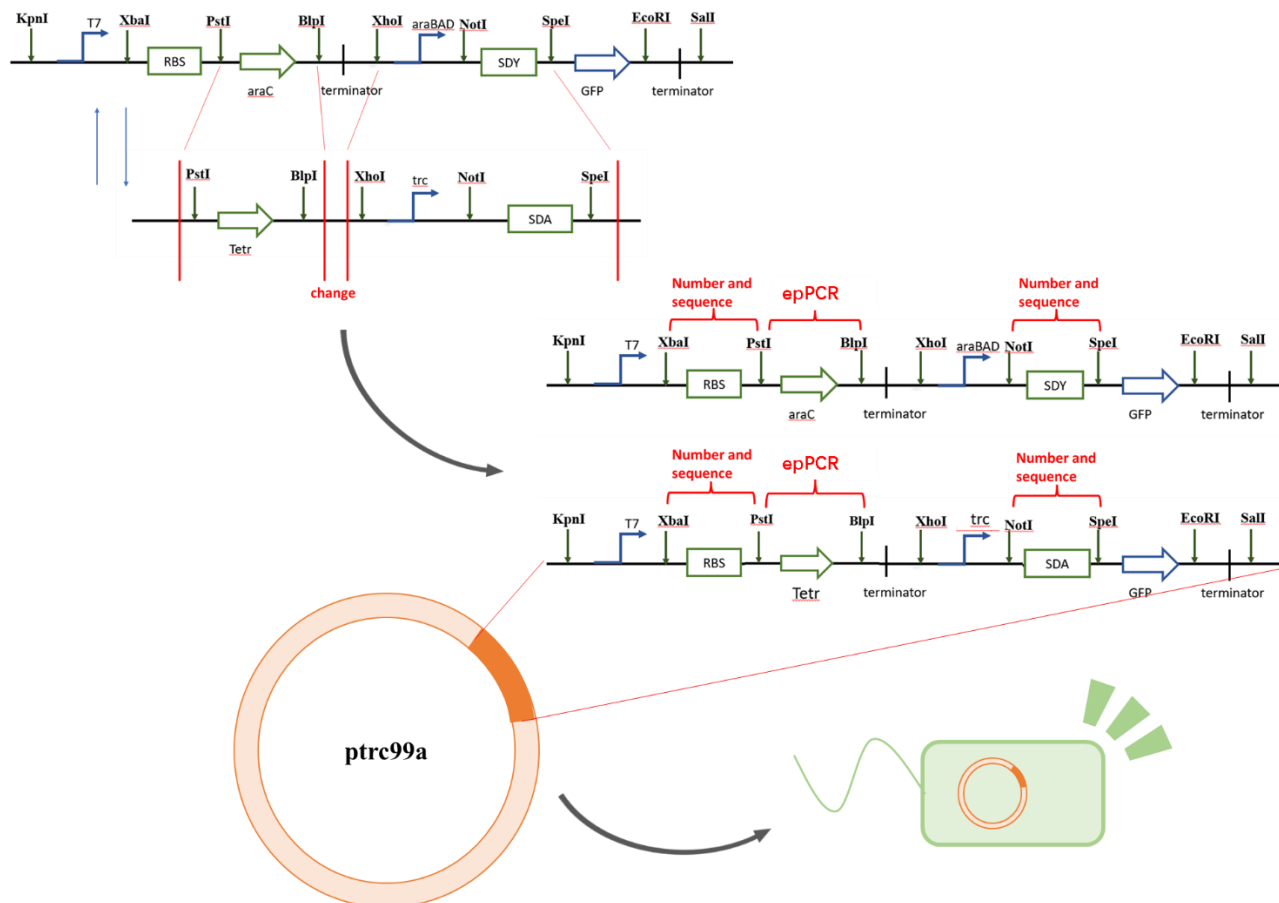 KpnI T7 XbaI PstI BlpI XhoI araBAD NotI SpeI EcoRI SalI
RBS SDY
araC terminator GFP terminator
PstI BlpI XhoI trc NotI SpeI
SDA
Tetr
change
Number and sequence epPCR Number and sequence
KpnI T7 XbaI PstI BlpI XhoI araBAD NotI SpeI EcoRI SalI
RBS SDY
araC terminator GFP terminator
Number and sequence epPCR Number and sequence
KpnI T7 XbaI PstI BlpI XhoI trc NotI SpeI EcoRI SalI
RBS SDA
Tetr terminator GFP terminator
ptrc99a